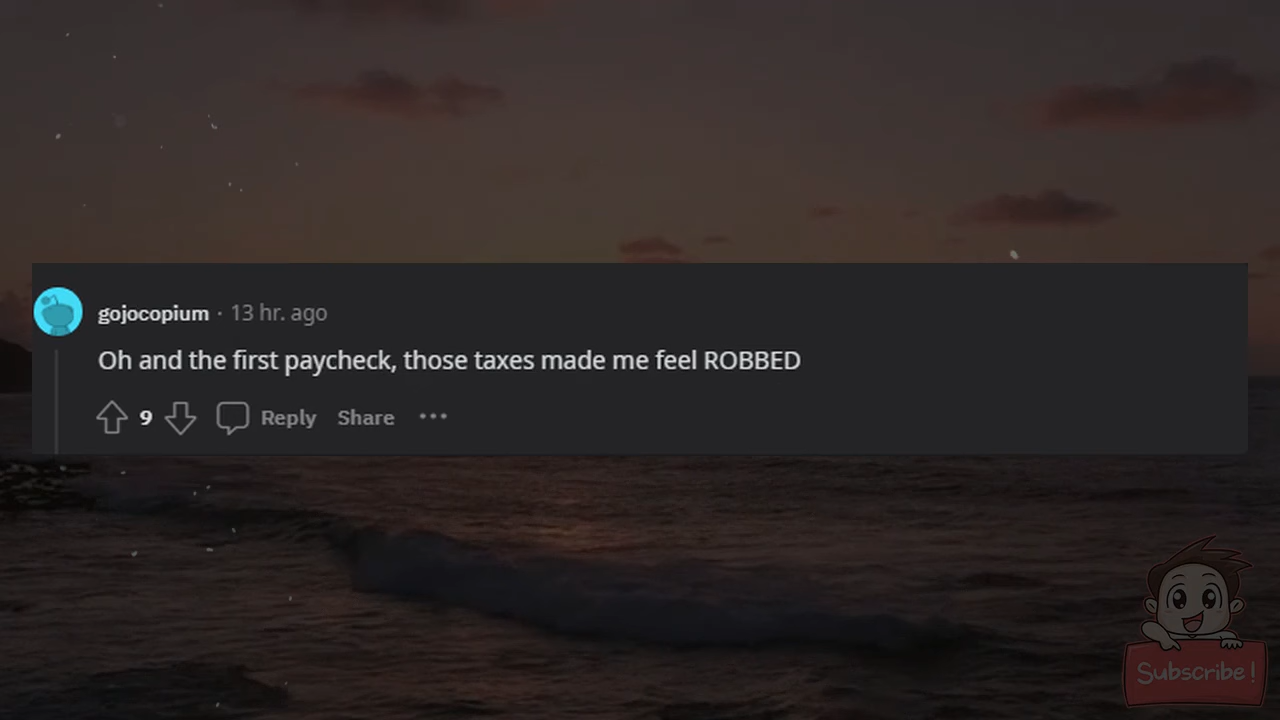 gojocopium · 13 hr. ago
Oh and the first paycheck, those taxes made me feel ROBBED
9 Reply Share ···
Subscribe!